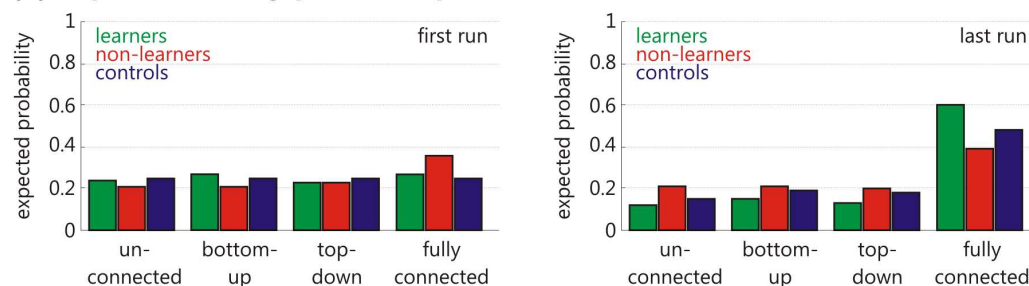 expected probability
1
0.8
0.6
0.4
0.2
0
learners
non-learners
controls
first run
un-
connected
bottom-
up
top-
down
fully
connected
expected probability
1
0.8
0.6
0.4
0.2
0
learners
non-learners
controls
last run
un-
connected
bottom-
up
top-
down
fully
connected